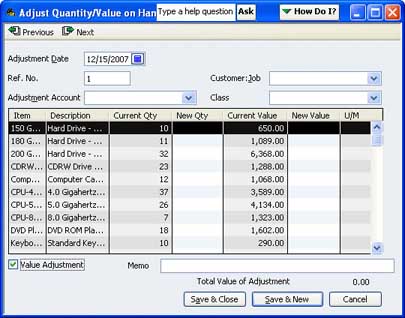 Adjust Quantity/Value on Han
Type a help question Ask How Do I?
Previous Next
Adjustment Date 12/15/2007
Ref. No. 1 Customer:Job
Adjustment Account Class
Item Description Current Qty New Qty Current Value New Value U/M
150 G... Hard Drive - ... 10 650.00
180 G... Hard Drive - ... 11 1,089.00
200 G... Hard Drive - ... 32 6,368.00
CDRW... CDRW Drive ... 23 1,288.00
Comp... Computer Ca... 12 1,068.00
CPU-4... 4.0 Gigahertz... 37 3,589.00
CPU-5... 5.0 Gigahertz... 26 4,134.00
CPU-8... 8.0 Gigahertz... 7 1,323.00
DVD Pl... DVD ROM Pla... 18 1,602.00
Keybo... Standard Key... 10 290.00
Value Adjustment Memo
Total Value of Adjustment 0.00
Save & Close Save & New Cancel